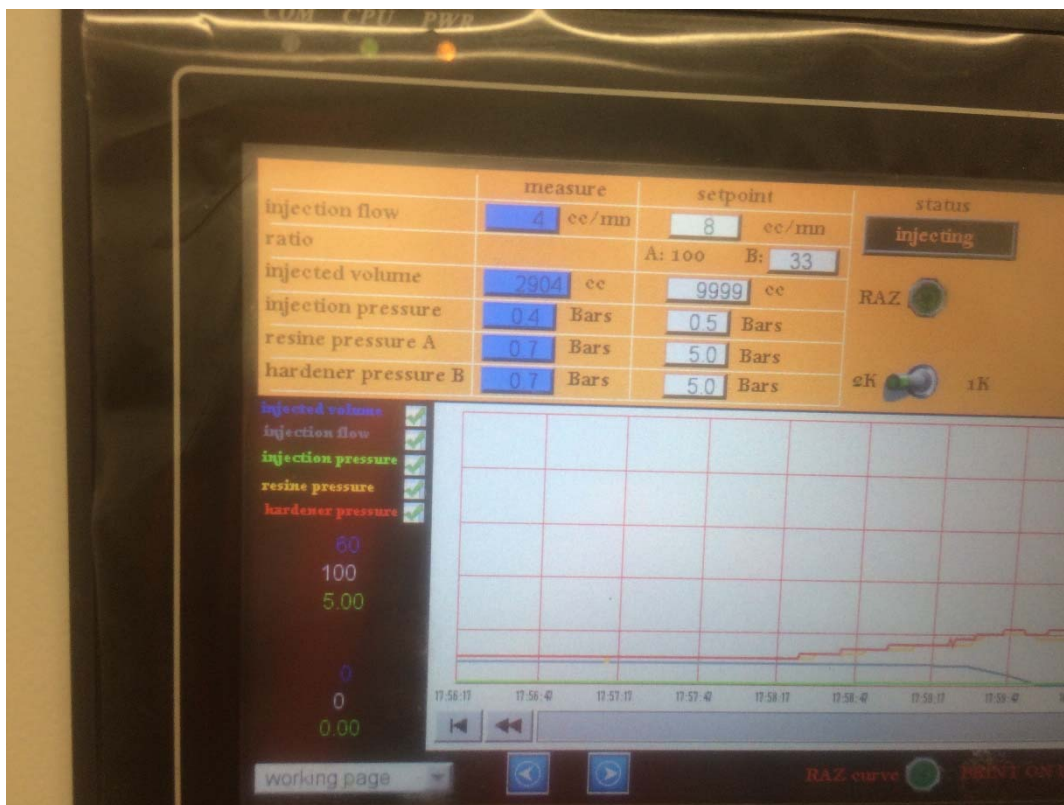 COM CPU PWR
measure setpoint status
injection flow 4 cc/mn 8 cc/mn injecting
ratio A: 100 B: 33
injected volume 2904 cc 9999 cc RAZ
injection pressure 0.4 Bars 0.5 Bars
resine pressure A 0.7 Bars 5.0 Bars
hardener pressure B 0.7 Bars 5.0 Bars 2K 1K
injected volume
injection flow
injection pressure
resine pressure
hardener pressure
60
100
5.00
0
0
0.00
17:56:17 17:56:47 17:57:17 17:57:47 17:58:17 17:58:47 17:59:17 17:59:47
working page RAZ curve PRINT ON